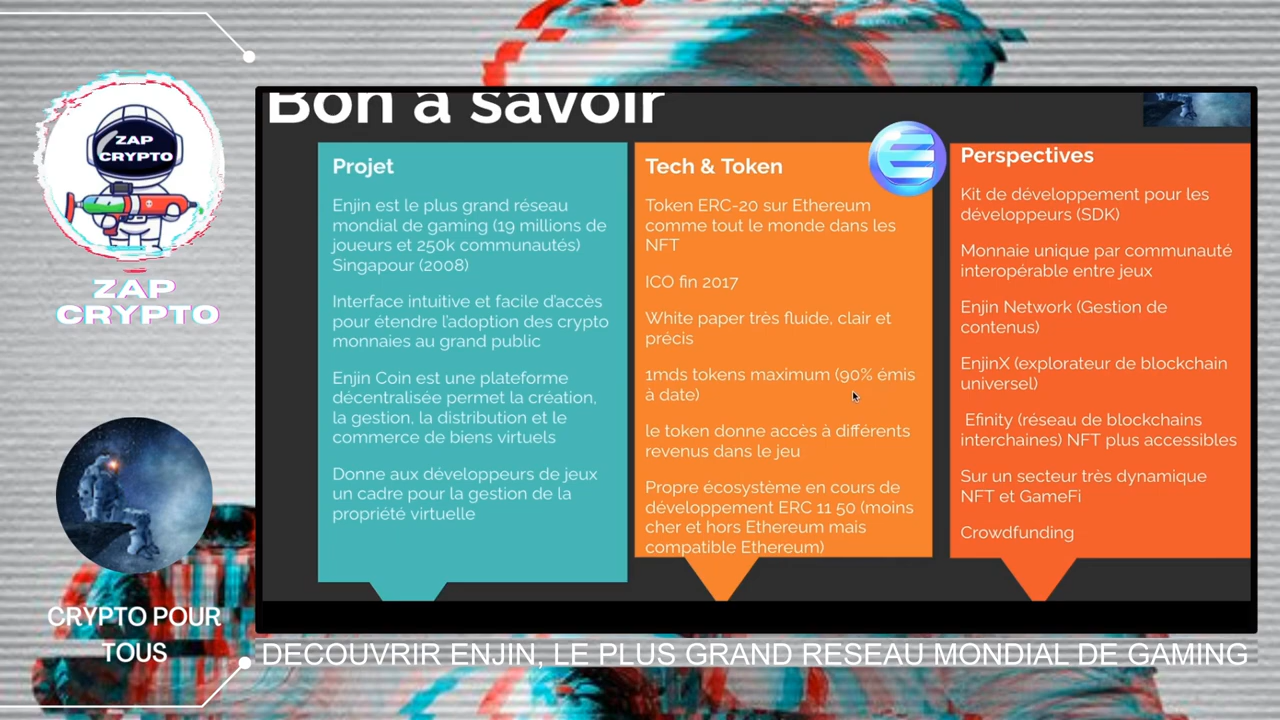 Bon à savoir
Projet
Enjin est le plus grand réseau
mondial de gaming (19 millions de
joueurs et 250k communautés)
Singapour (2008)
Interface intuitive et facile d'accès
pour étendre l'adoption des crypto
monnaies au grand public
Enjin Coin est une plateforme
décentralisée permet la création,
la gestion, la distribution et le
commerce de biens virtuels
Donne aux développeurs de jeux
un cadre pour la gestion de la
propriété virtuelle
Tech & Token
Token ERC-20 sur Ethereum
comme tout le monde dans les
NFT
ICO fin 2017
White paper très fluide, clair et
précis
1mds tokens maximum (90% émis
à date)
le token donne accès à différents
revenus dans le jeu
Propre écosystème en cours de
développement ERC 11 50 (moins
cher et hors Ethereum mais
compatible Ethereum)
Perspectives
Kit de développement pour les
développeurs (SDK)
Monnaie unique par communauté
interopérable entre jeux
Enjin Network (Gestion de
contenus)
EnjinX (explorateur de blockchain
universel)
Efinity (réseau de blockchains
interchaines) NFT plus accessibles
Sur un secteur très dynamique
NFT et GameFi
Crowdfunding
ZAP
CRYPTO
ZAP
CRYPTO
CRYPTO POUR
TOUS
DECOUVRIR ENJIN, LE PLUS GRAND RESEAU MONDIAL DE GAMING